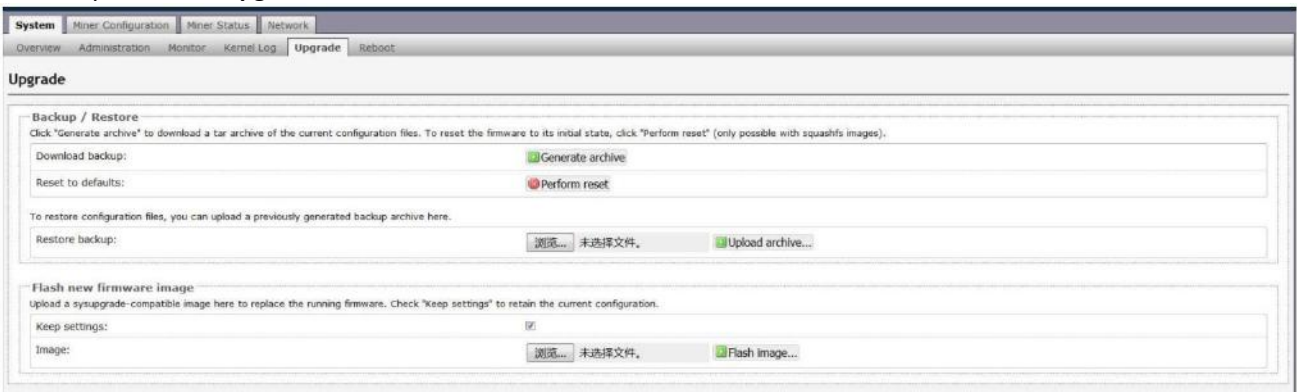 System Miner Configuration Miner Status Network
Overview Administration Monitor Kernel Log Upgrade Reboot
Upgrade
Backup / Restore
Click "Generate archive" to download a tar archive of the current configuration files. To reset the firmware to its initial state, click "Perform reset" (only possible with squashfs images).
Download backup: Generate archive
Reset to defaults: Perform reset
To restore configuration files, you can upload a previously generated backup archive here.
Restore backup: 浏览... 未选择文件。 Upload archive...
Flash new firmware image
Upload a sysupgrade-compatible image here to replace the running firmware. Check "Keep settings" to retain the current configuration.
Keep settings:
Image: 浏览... 未选择文件。 Flash image...